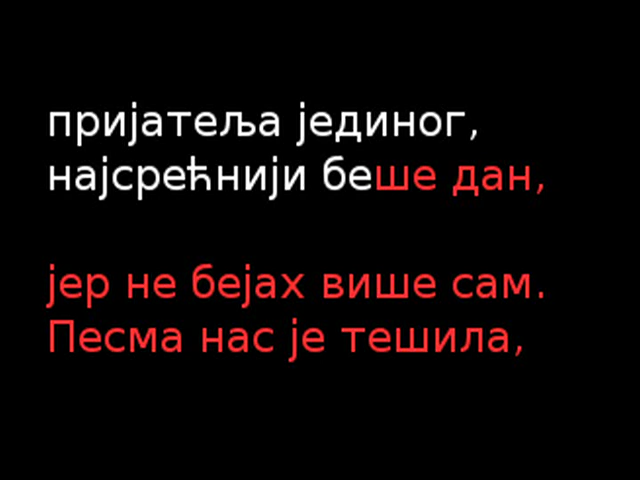 пријатеља јединог,
најсрећнији беше дан,
јер не бејах више сам.
Песма нас је тешила,